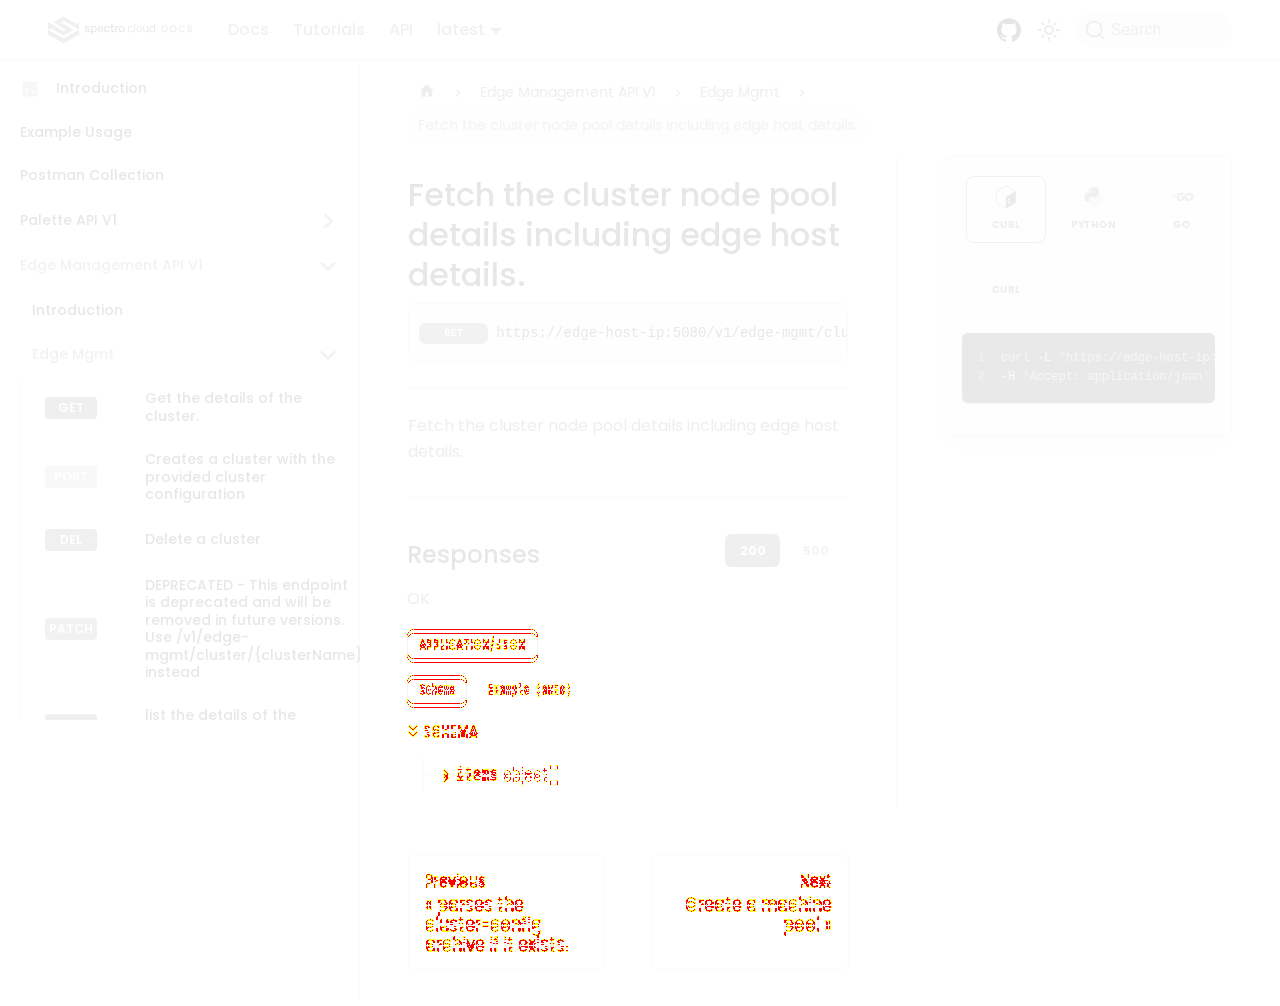 spectro cloud DOCS
Docs
Tutorials
API
latest
Search
Introduction
Example Usage
Postman Collection
Palette API V1
Edge Management API V1
Introduction
Edge Mgmt
GET
Get the details of the
cluster.
POST
Creates a cluster with the
provided cluster
configuration
DEL
Delete a cluster
PATCH
DEPRECATED - This endpoint
is deprecated and will be
removed in future versions.
Use /v1/edge-
mgmt/cluster/{clusterName}
instead
list the details of the
Edge Management API V1
Edge Mgmt
Fetch the cluster node pool details including edge host details.
Fetch the cluster node pool
details including edge host
details.
GET
https://edge-host-ip:5080/v1/edge-mgmt/clu
Fetch the cluster node pool details including edge host
details.
Responses
200
500
OK
APPLICATION/JSON
Schema
Example (auto)
SCHEMA
items object[]
Previous
« parses the
cluster-config
archive if it exists.
Next
Create a machine
pool »
CURL
PYTHON
GO
CURL
1 curl -L 'https://edge-host-ip:
2 -H 'Accept: application/json'